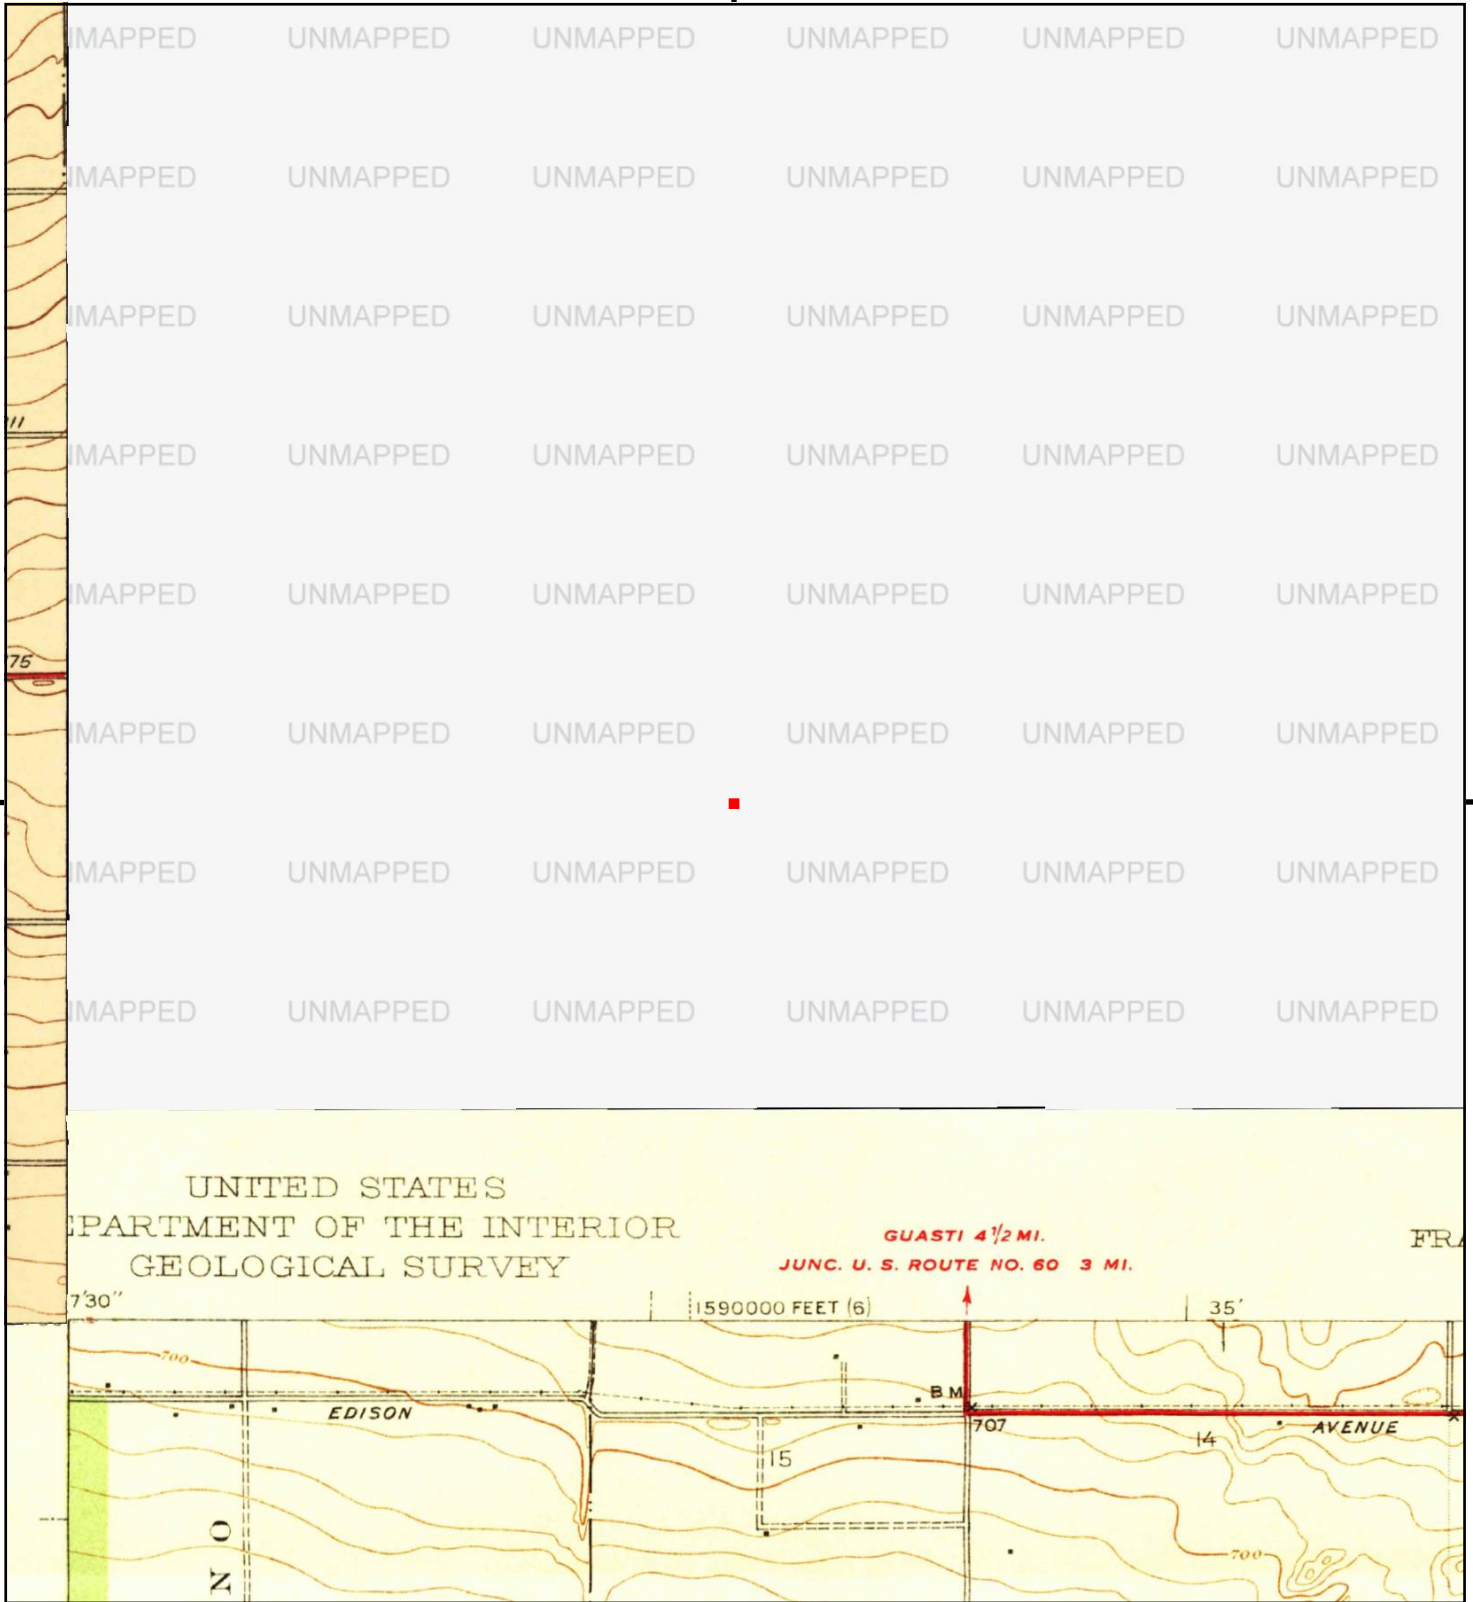 IMAPPED UNMAPPED UNMAPPED UNMAPPED UNMAPPED UNMAPPED
IMAPPED UNMAPPED UNMAPPED UNMAPPED UNMAPPED UNMAPPED
IMAPPED UNMAPPED UNMAPPED UNMAPPED UNMAPPED UNMAPPED
11
IMAPPED UNMAPPED UNMAPPED UNMAPPED UNMAPPED UNMAPPED
IMAPPED UNMAPPED UNMAPPED UNMAPPED UNMAPPED UNMAPPED
75
IMAPPED UNMAPPED UNMAPPED UNMAPPED UNMAPPED UNMAPPED
IMAPPED UNMAPPED UNMAPPED UNMAPPED UNMAPPED UNMAPPED
IMAPPED UNMAPPED UNMAPPED UNMAPPED UNMAPPED UNMAPPED
UNITED STATES
EPARTMENT OF THE INTERIOR
GEOLOGICAL SURVEY
GUASTI 4 1/2 MI.
JUNC. U. S. ROUTE NO. 60 3 MI.
FRA
7'30"
1590000 FEET (6)
35'
700
BM
707
EDISON
AVENUE
14
15
N O
700